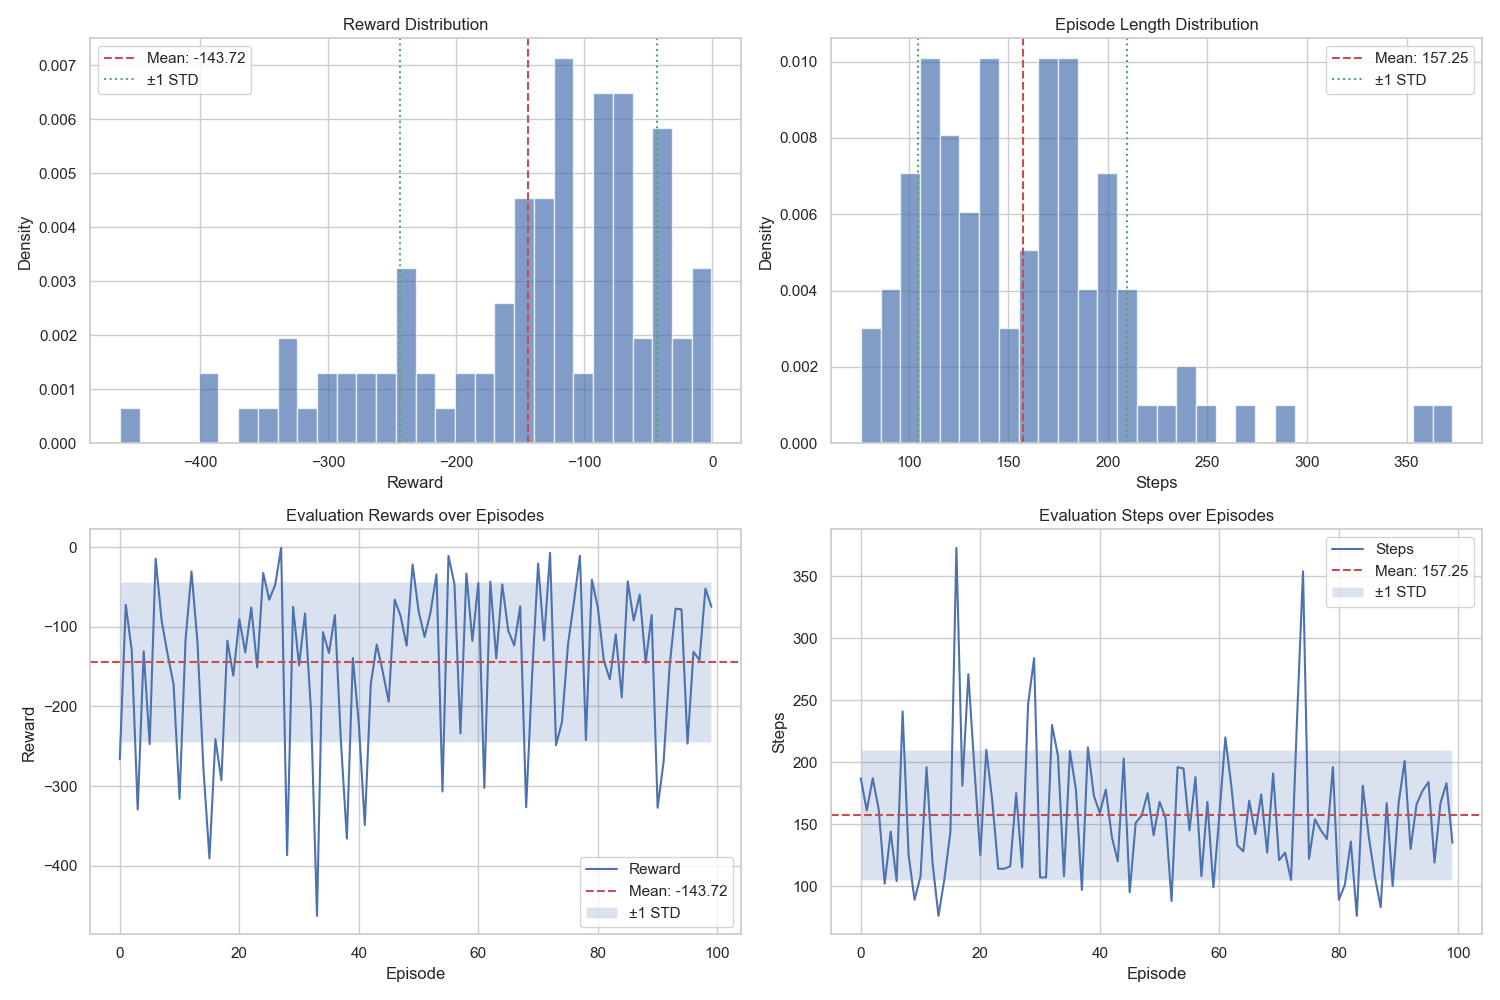 Reward Distribution
Mean: -143.72
±1 STD
0.007
0.006
0.005
0.004
0.003
0.002
0.001
0.000
Density
−400
−300
−200
−100
0
Reward
Episode Length Distribution
Mean: 157.25
±1 STD
0.010
0.008
0.006
0.004
0.002
0.000
Density
100
150
200
250
300
350
Steps
Evaluation Rewards over Episodes
0
−100
−200
−300
−400
Reward
Reward
Mean: -143.72
±1 STD
0
20
40
60
80
100
Episode
Evaluation Steps over Episodes
Steps
Mean: 157.25
±1 STD
350
300
250
200
150
100
Steps
0
20
40
60
80
100
Episode